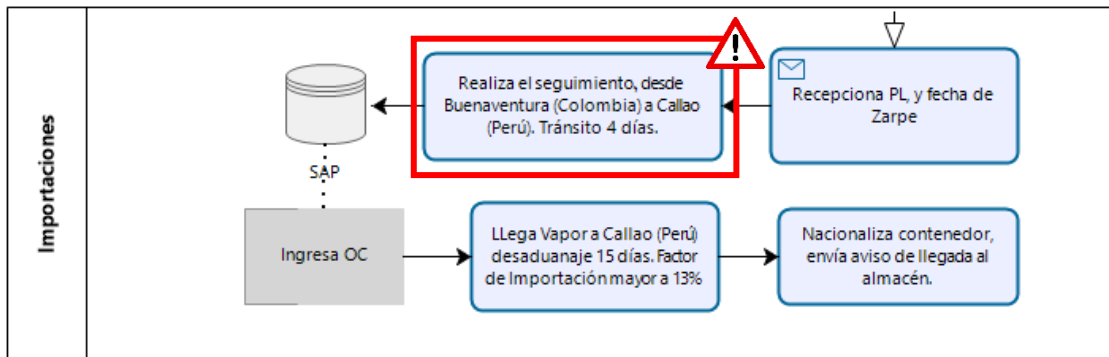 Importaciones
!
Realiza el seguimiento, desde
Buenaventura (Colombia) a Callao
(Perú). Tránsito 4 días.
Recepciona PL, y fecha de
Zarpe
SAP
Ingresa OC
LLega Vapor a Callao (Perú)
desaduanaje 15 días. Factor
de Importación mayor a 13%
Nacionaliza contenedor,
envía aviso de llegada al
almacén.